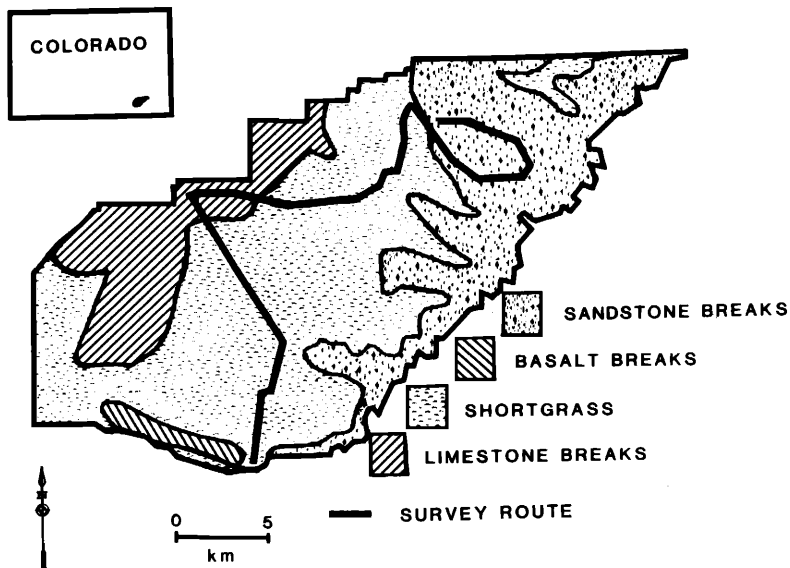 COLORADO
SANDSTONE BREAKS
BASALT BREAKS
SHORTGRASS
LIMESTONE BREAKS
SURVEY ROUTE
0 5
km
N